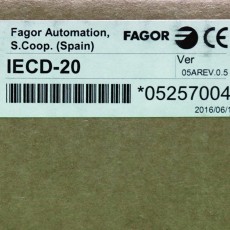 Fagor Automation, FAGOR CE
S.Coop. (Spain)
IECD-20 Ver
05AREV.0.5
*05257004
2016/06/1